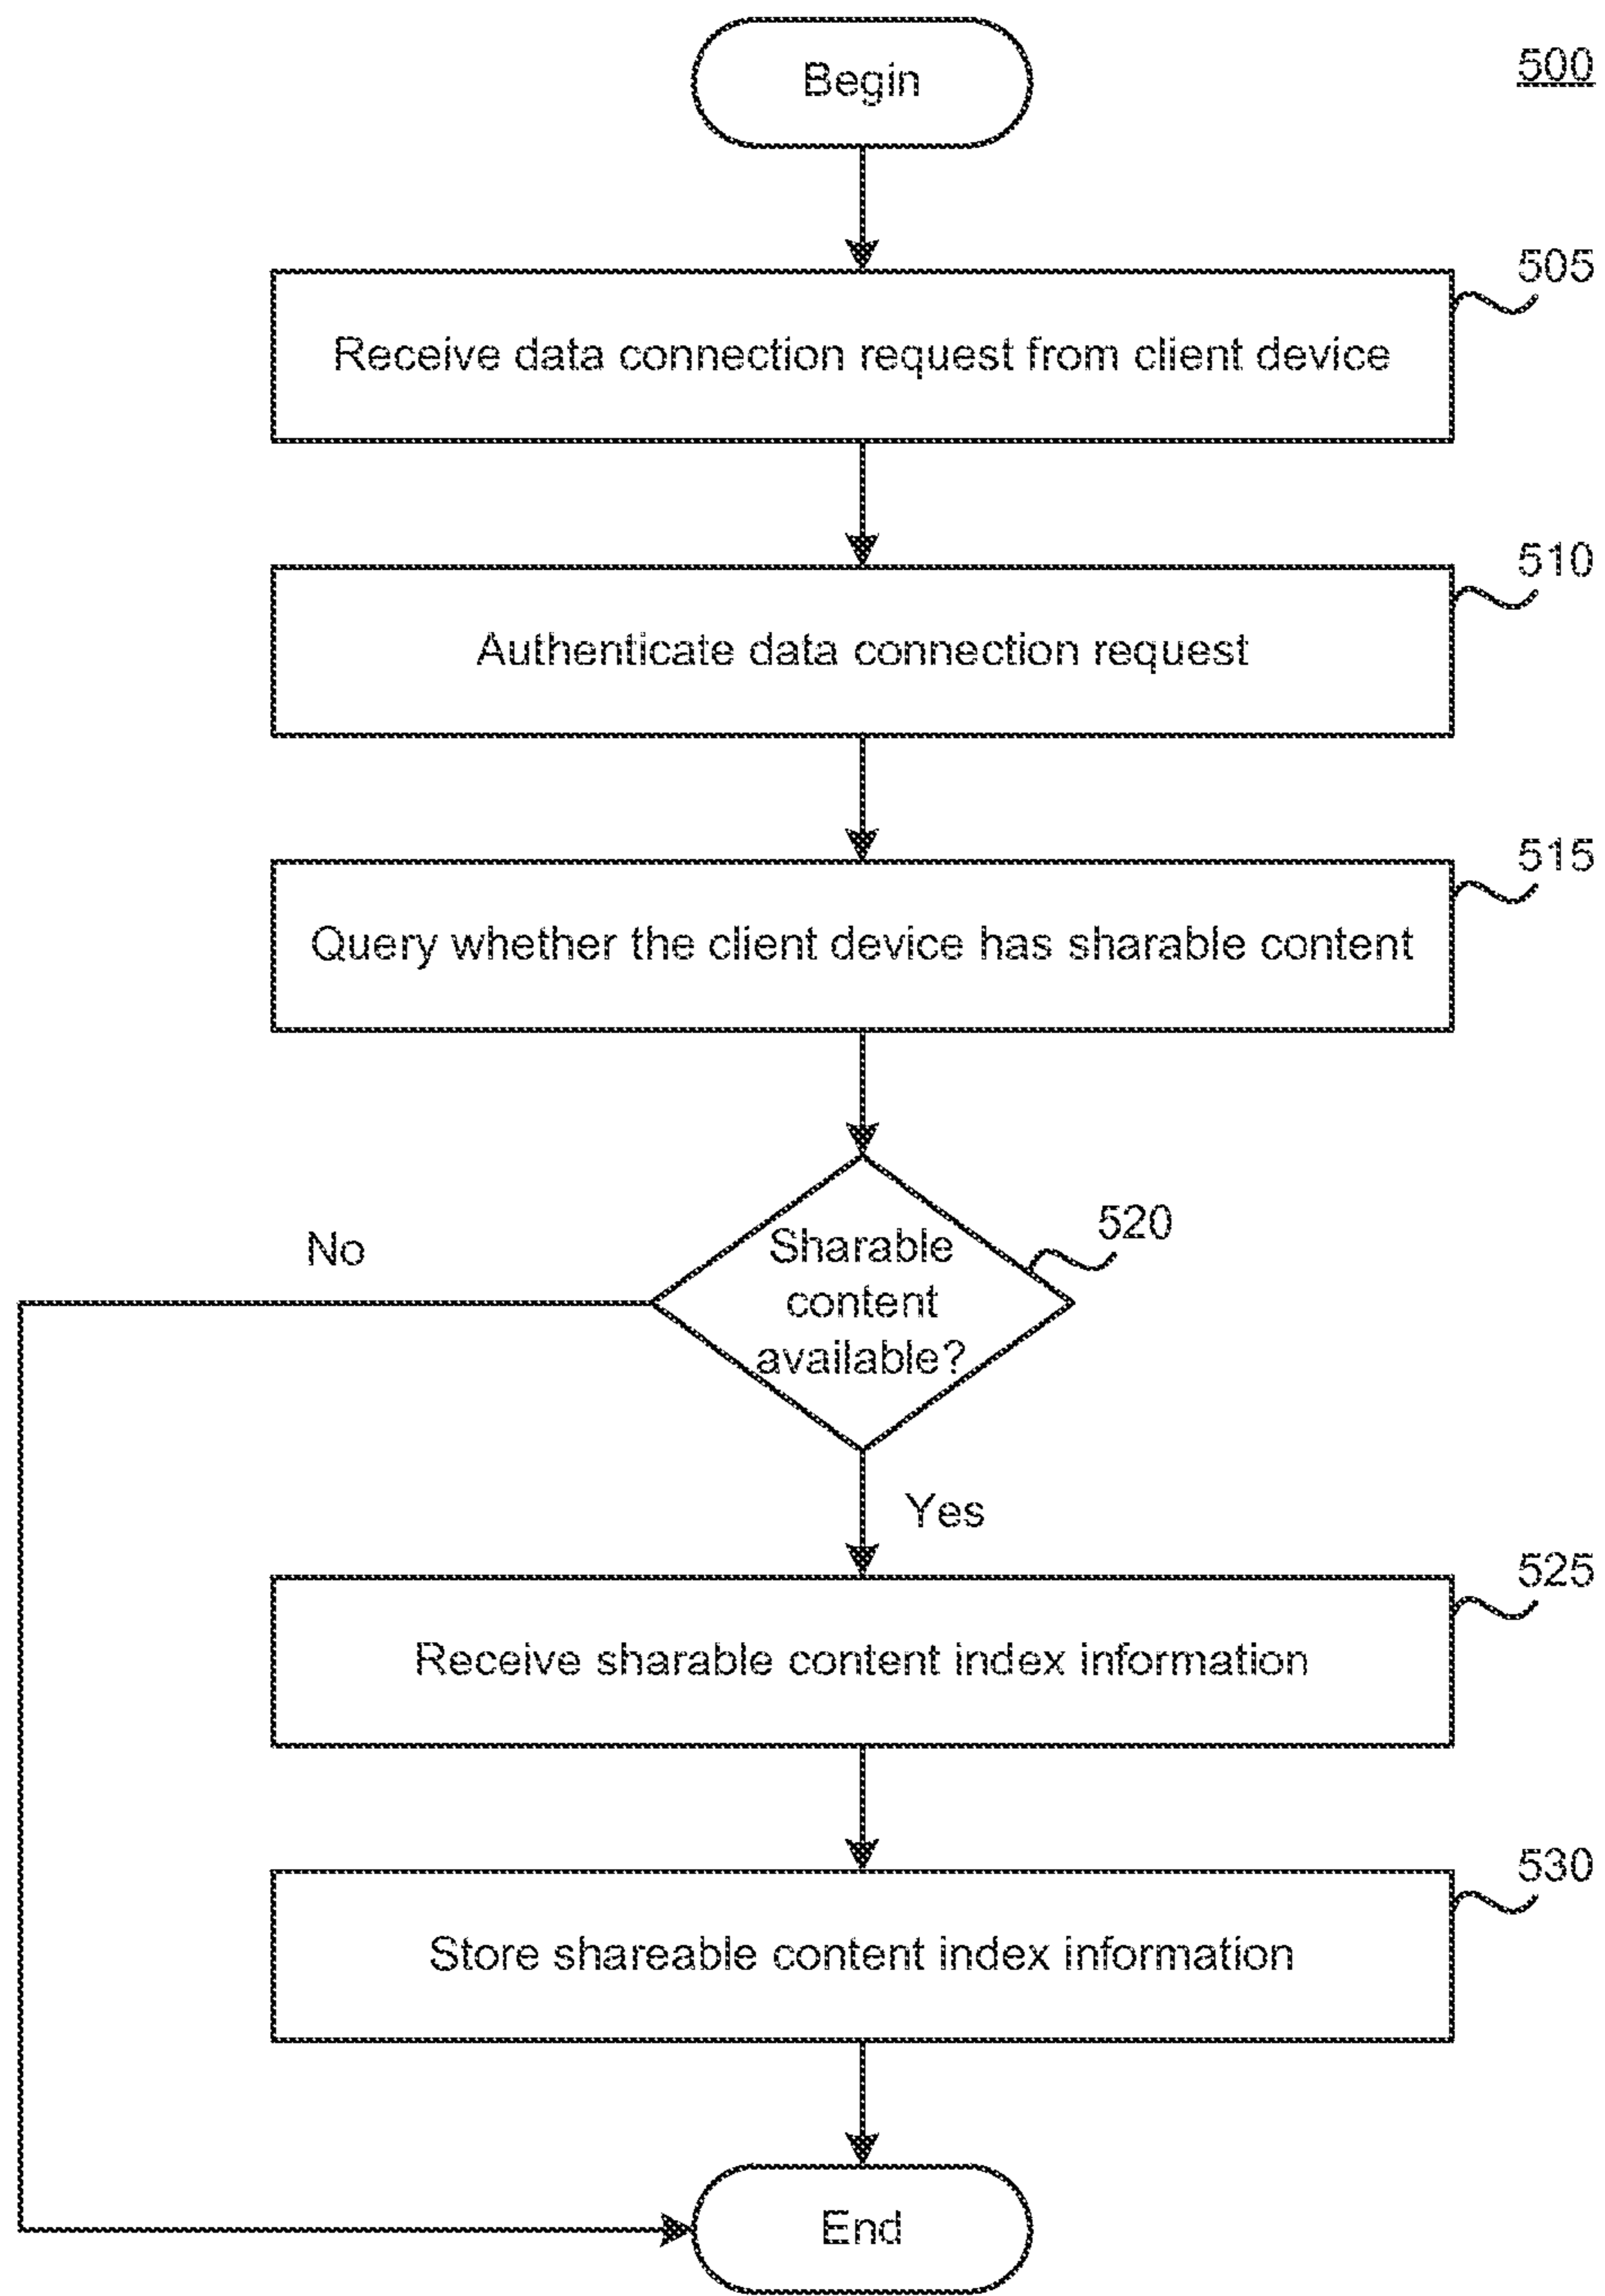 Begin
500
505
Receive data connection request from client device
510
Authenticate data connection request
515
Query whether the client device has sharable content
520
Sharable
content
available?
No
Yes
525
Receive sharable content index information
530
Store shareable content index information
End